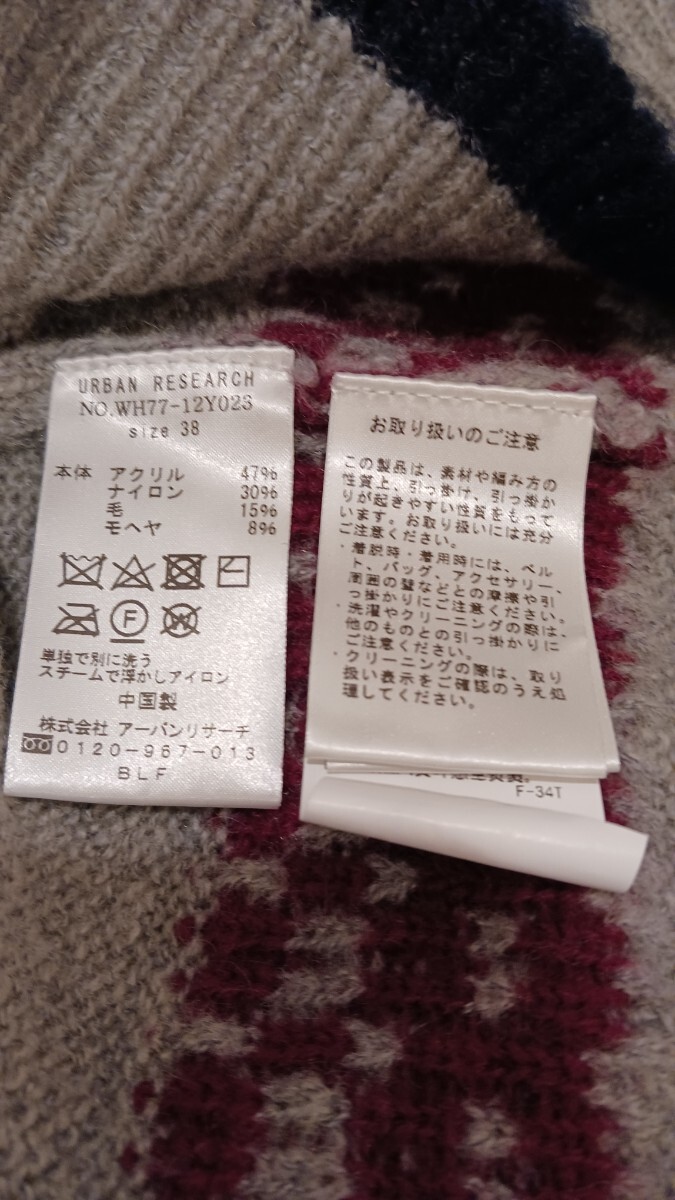 URBAN RESEARCH
NO.WH77-12Y023
size 38
本体 アクリル 47%
ナイロン 30%
毛 15%
モヘヤ 8%
F
W
単独で別に洗う
スチームで浮かしアイロン
中国製
株式会社 アーバンリサーチ
0120-967-013
BLF
お取り扱いのご注意
この製品は、素材や編み方の
性質上、引っ掛け、引っ掛か
りが起きやすい性質をもって
います。お取り扱いには充分
ご注意ください。
・着脱時・着用時には、ベル
ト、バッグ、アクセサリー、
周囲の壁などとの摩擦や引
っ掛かりにご注意ください。
・洗濯やクリーニングの際は、
他のものとの引っ掛かりに
ご注意ください。
・クリーニングの際は、取り
扱い表示をご確認のうえ処
理してください。
F-34T